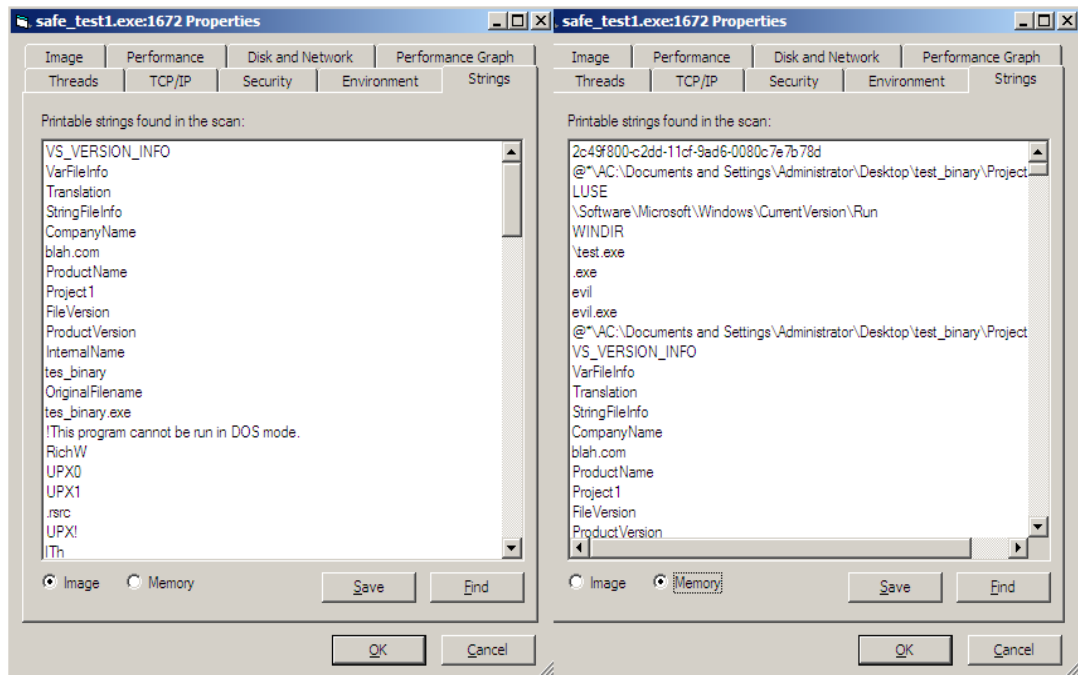 safe_test1.exe:1672 Properties
Image Performance Disk and Network Performance Graph
Threads TCP/IP Security Environment Strings
Printable strings found in the scan:
VS_VERSION_INFO
VarFileInfo
Translation
StringFileInfo
CompanyName
blah.com
ProductName
Project1
FileVersion
ProductVersion
InternalName
tes_binary
OriginalFilename
tes_binary.exe
!This program cannot be run in DOS mode.
RichW
UPX0
UPX1
.rsrc
UPX!
Image Memory Save Find
OK Cancel
safe_test1.exe:1672 Properties
Image Performance Disk and Network Performance Graph
Threads TCP/IP Security Environment Strings
Printable strings found in the scan:
2c49f800-c2dd-11cf-9ad6-0080c7e7b78d
@*\AC:\Documents and Settings\Administrator\Desktop\test_binary\Project
LUSE
\Software\Microsoft\Windows\CurrentVersion\Run
WINDIR
\test.exe
.exe
evil
evil.exe
@*\AC:\Documents and Settings\Administrator\Desktop\test_binary\Project
VS_VERSION_INFO
VarFileInfo
Translation
StringFileInfo
CompanyName
blah.com
ProductName
Project1
FileVersion
ProductVersion
Image Memory Save Find
OK Cancel